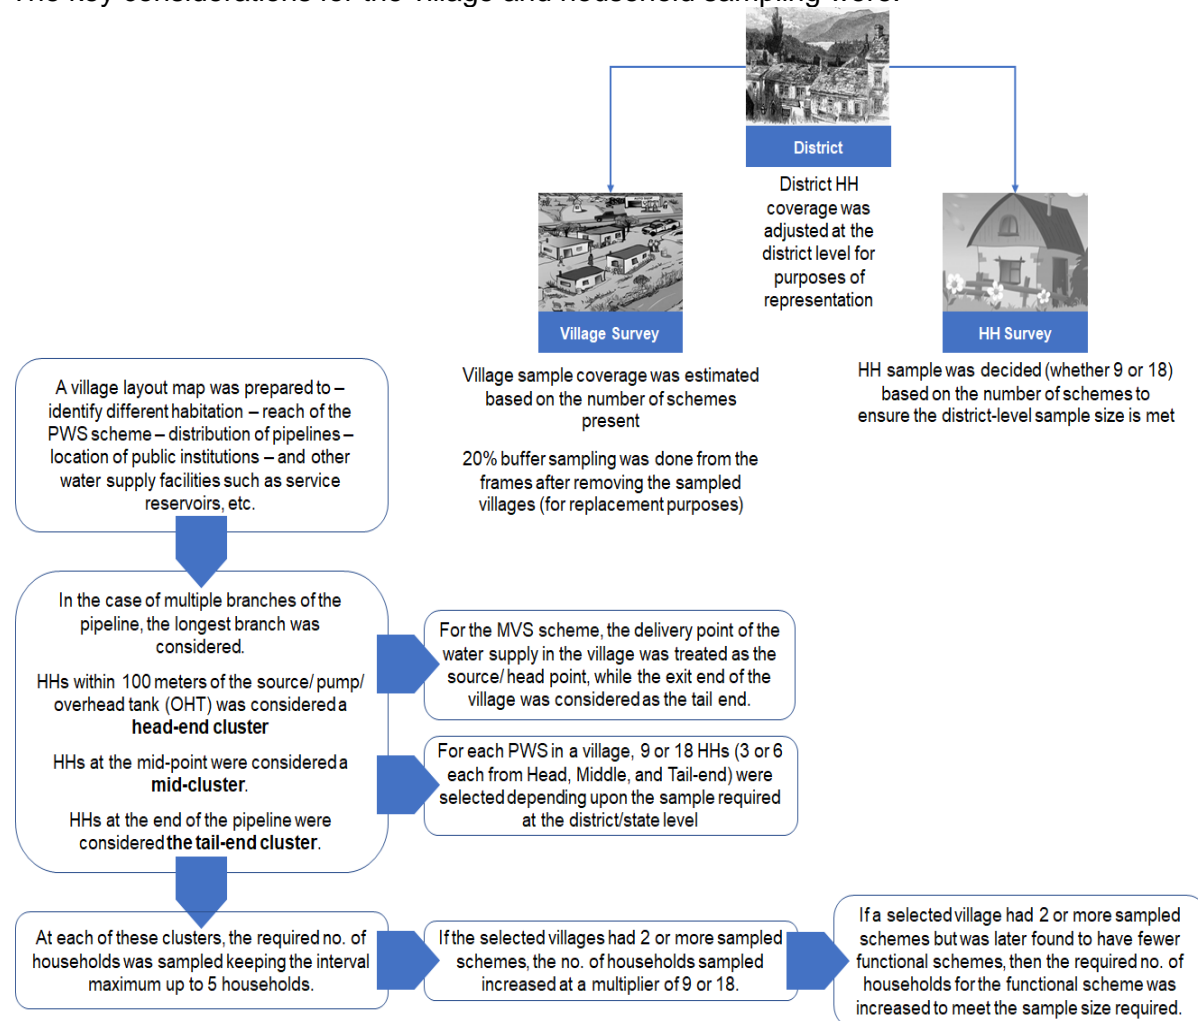 The key considerations for the village and household sampling were:
District
District HH
coverage was
adjusted at the
district level for
purposes of
representation
Village Survey
Village sample coverage was estimated
based on the number of schemes
present
20% buffer sampling was done from the
frames after removing the sampled
villages (for replacement purposes)
HH Survey
HH sample was decided (whether 9 or 18)
based on the number of schemes to
ensure the district-level sample size is met
A village layout map was prepared to –
identify different habitation – reach of the
PWS scheme – distribution of pipelines –
location of public institutions – and other
water supply facilities such as service
reservoirs, etc.
In the case of multiple branches of the
pipeline, the longest branch was
considered.
HHs within 100 meters of the source/ pump/
overhead tank (OHT) was considered a
head-end cluster
HHs at the mid-point were considered a
mid-cluster.
HHs at the end of the pipeline were
considered the tail-end cluster.
For the MVS scheme, the delivery point of the
water supply in the village was treated as the
source/ head point, while the exit end of the
village was considered as the tail end.
For each PWS in a village, 9 or 18 HHs (3 or 6
each from Head, Middle, and Tail-end) were
selected depending upon the sample required
at the district/state level
At each of these clusters, the required no. of
households was sampled keeping the interval
maximum up to 5 households.
If the selected villages had 2 or more sampled
schemes, the no. of households sampled
increased at a multiplier of 9 or 18.
If a selected village had 2 or more sampled
schemes but was later found to have fewer
functional schemes, then the required no. of
households for the functional scheme was
increased to meet the sample size required.